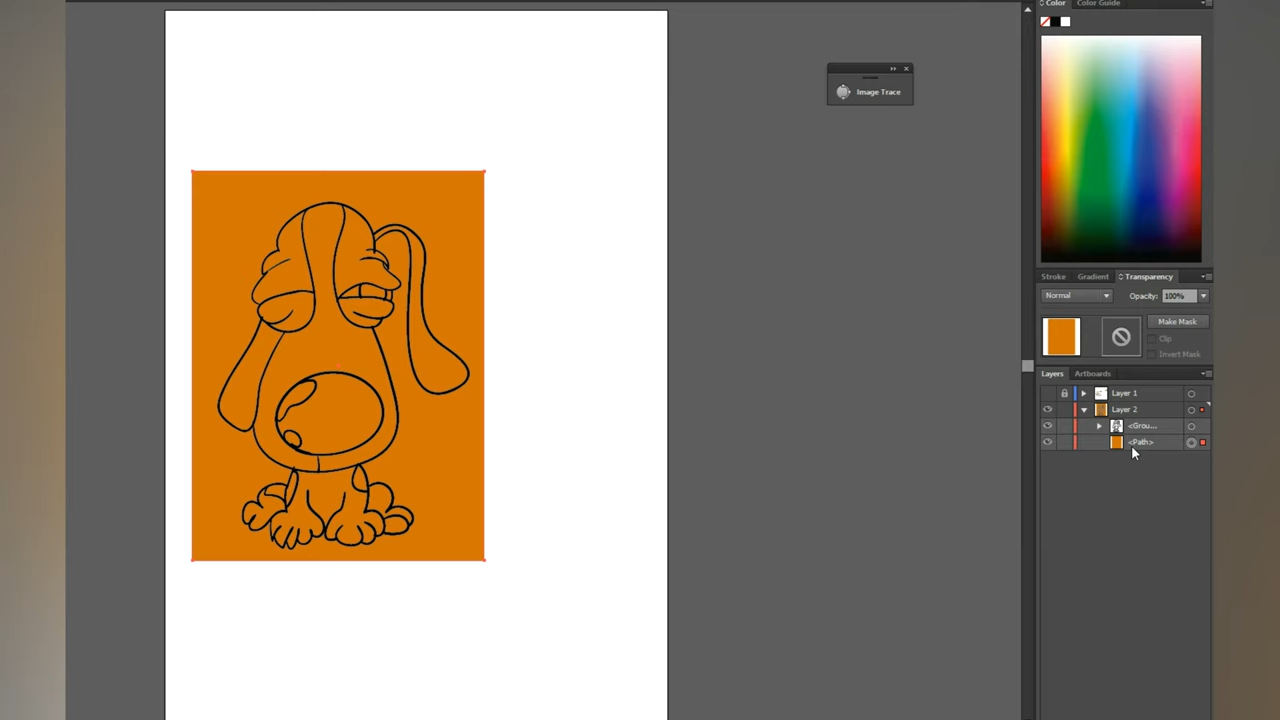 Color Color Guide
Image Trace
Stroke Gradient Transparency
Normal Opacity: 100%
Make Mask
Clip
Invert Mask
Layers Artboards
Layer 1
Layer 2
<Grou...
<Path>